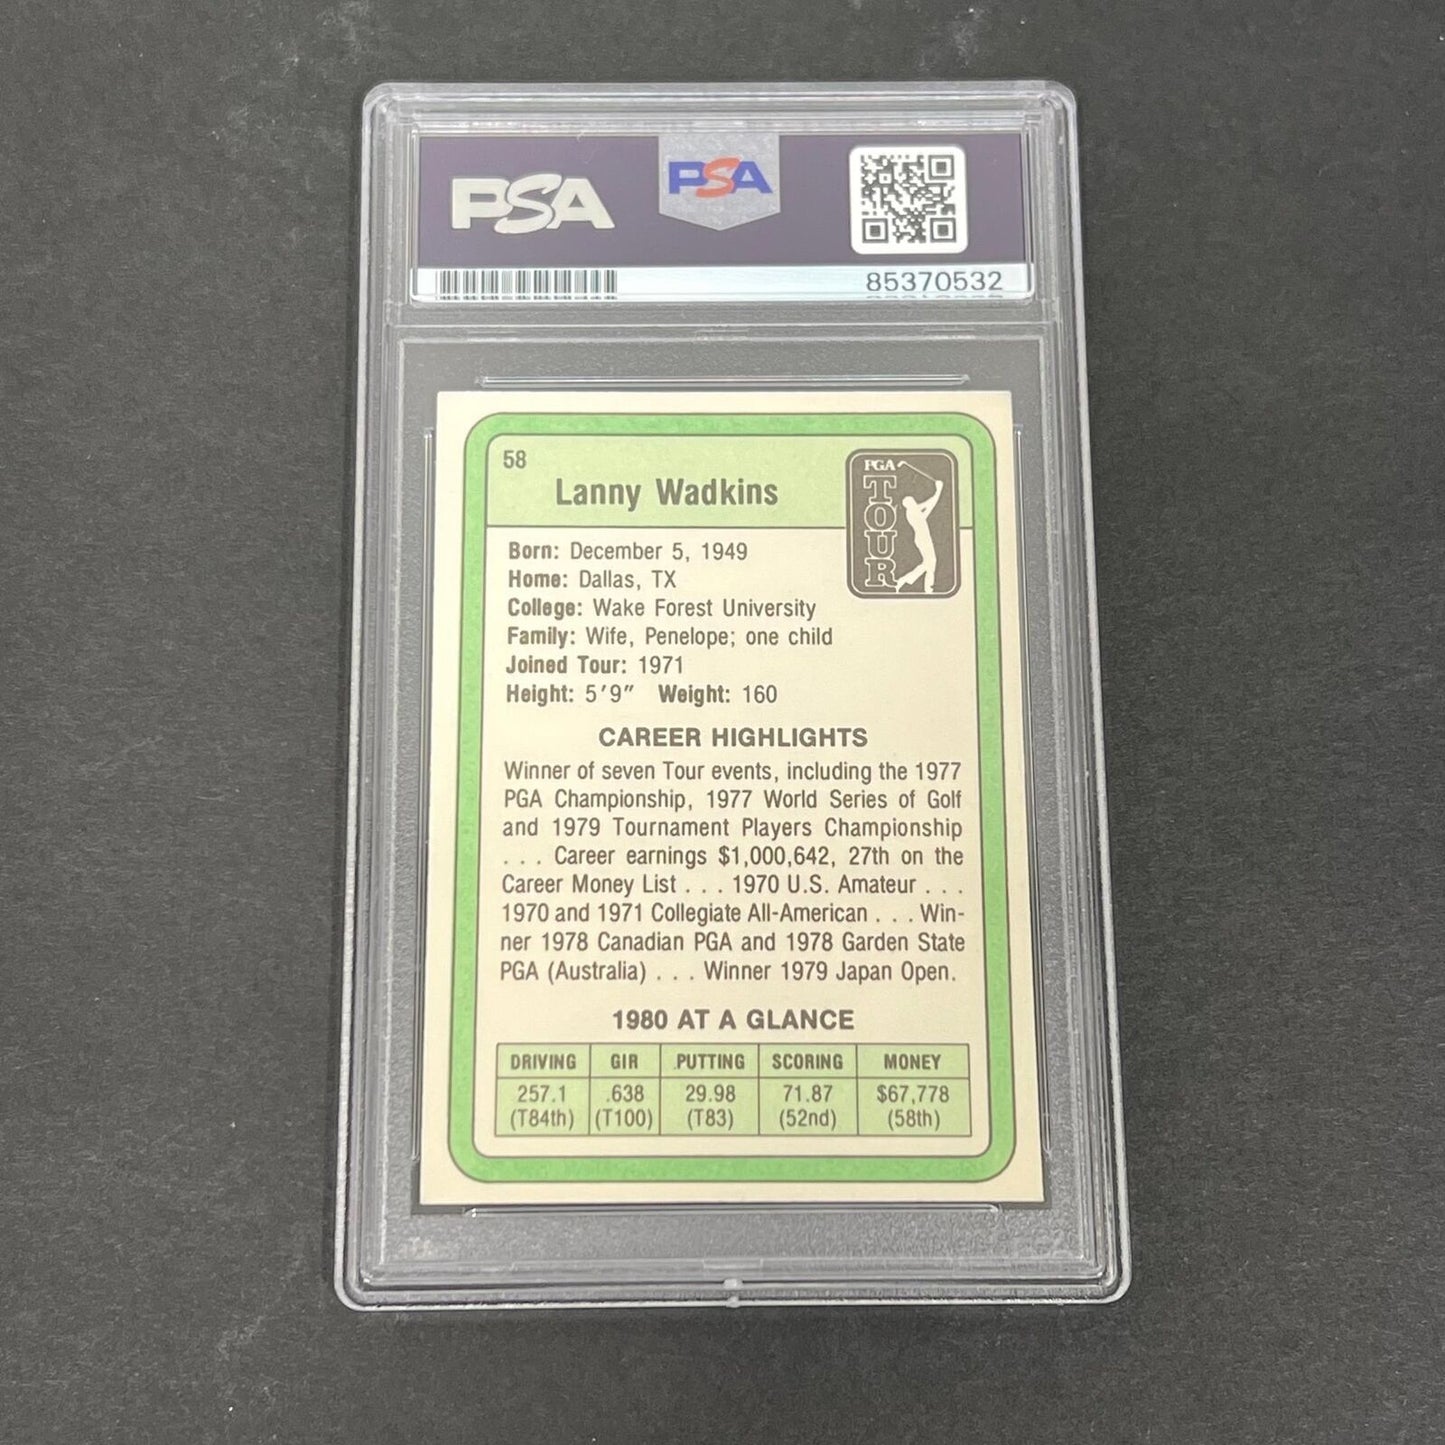 PSA
PSA
85370532
58
Lanny Wadkins
PGA
TOUR
Born: December 5, 1949
Home: Dallas, TX
College: Wake Forest University
Family: Wife, Penelope; one child
Joined Tour: 1971
Height: 5'9" Weight: 160
CAREER HIGHLIGHTS
Winner of seven Tour events, including the 1977
PGA Championship, 1977 World Series of Golf
and 1979 Tournament Players Championship
. . . Career earnings $1,000,642, 27th on the
Career Money List . . . 1970 U.S. Amateur . . .
1970 and 1971 Collegiate All-American . . . Win-
ner 1978 Canadian PGA and 1978 Garden State
PGA (Australia) . . . Winner 1979 Japan Open.
1980 AT A GLANCE
DRIVING GIR PUTTING SCORING MONEY
257.1 .638 29.98 71.87 $67,778
(T84th) (T100) (T83) (52nd) (58th)